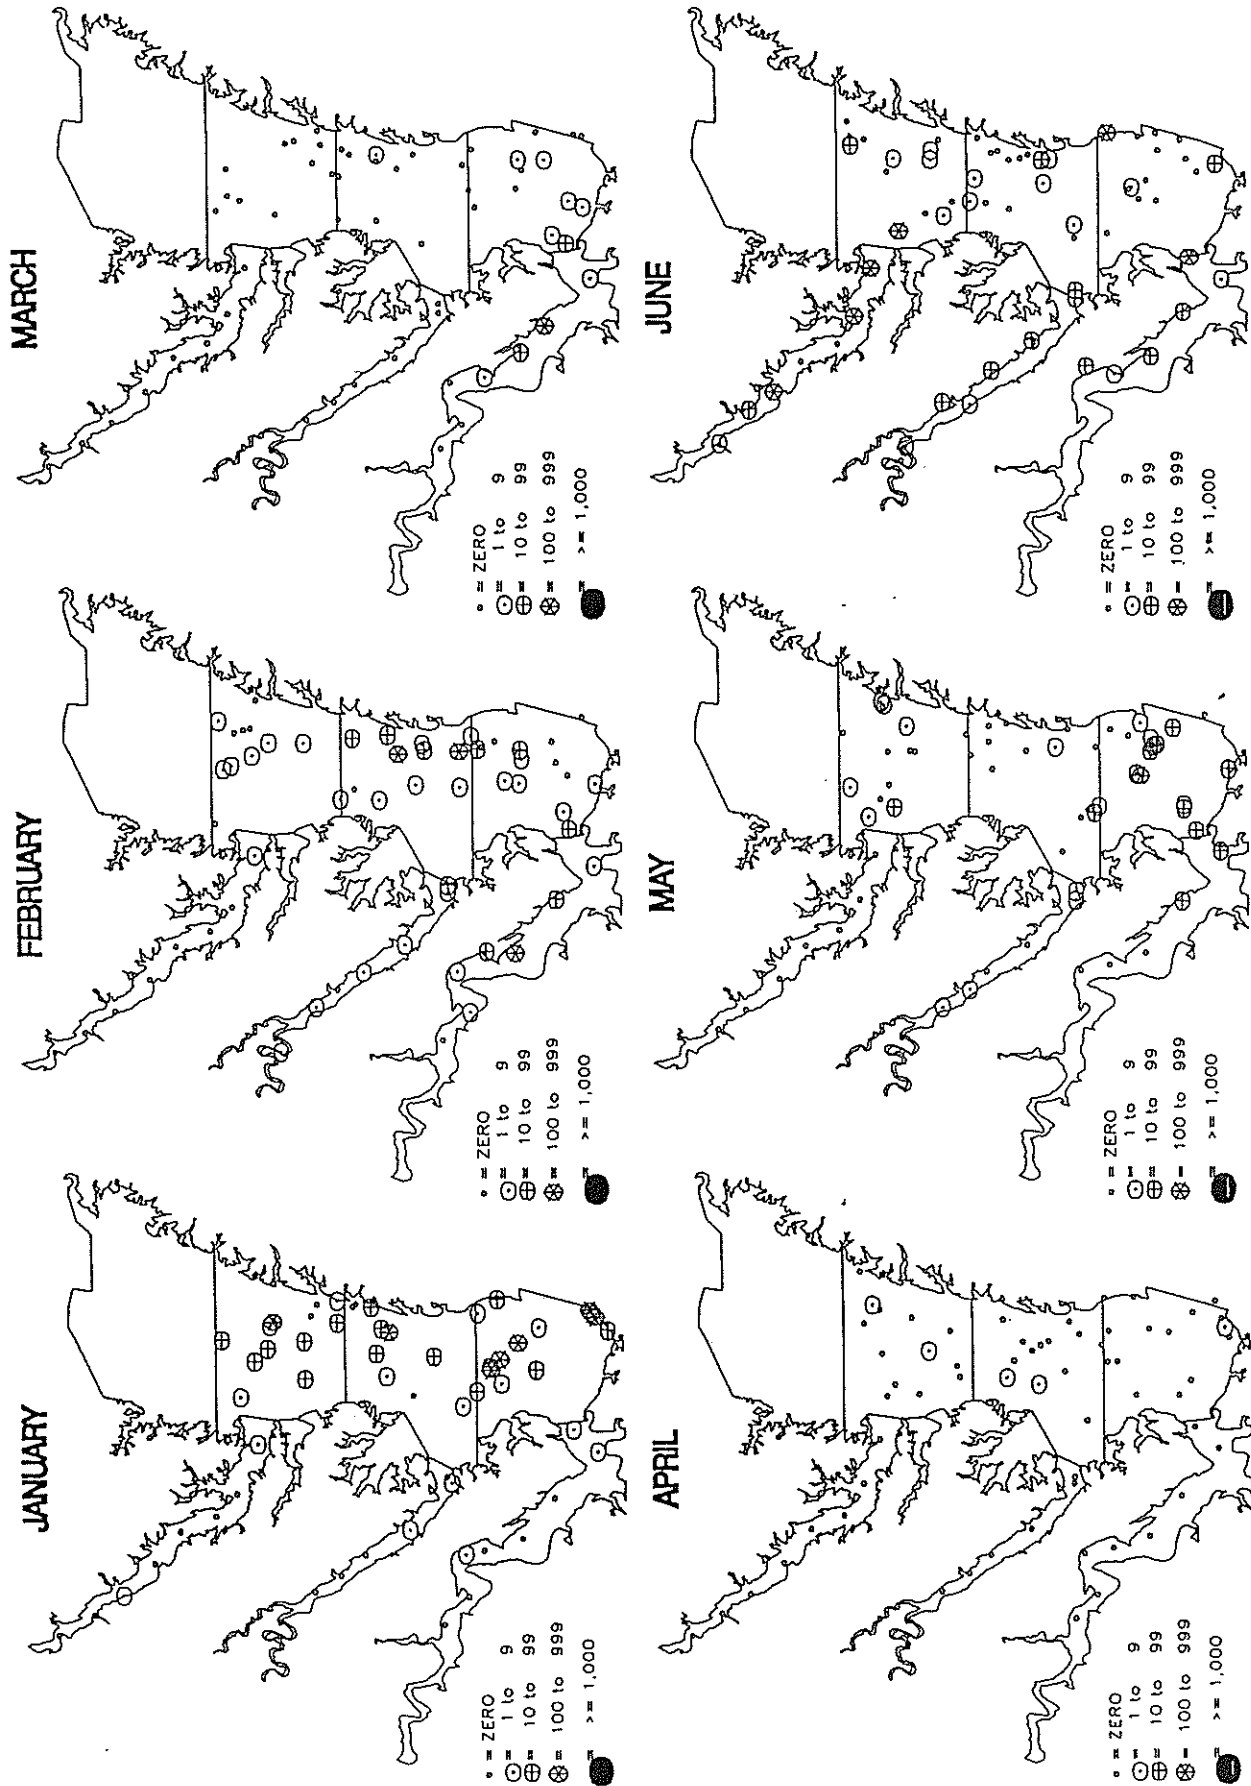 JANUARY
• = ZERO
⊙ = 1 to 9
⊕ = 10 to 99
⊛ = 100 to 999
● = >= 1,000
FEBRUARY
• = ZERO
⊙ = 1 to 9
⊕ = 10 to 99
⊛ = 100 to 999
● = >= 1,000
MARCH
• = ZERO
⊙ = 1 to 9
⊕ = 10 to 99
⊛ = 100 to 999
● = >= 1,000
APRIL
• = ZERO
⊙ = 1 to 9
⊕ = 10 to 99
⊛ = 100 to 999
● = >= 1,000
MAY
• = ZERO
⊙ = 1 to 9
⊕ = 10 to 99
⊛ = 100 to 999
● = >= 1,000
JUNE
• = ZERO
⊙ = 1 to 9
⊕ = 10 to 99
⊛ = 100 to 999
● = >= 1,000